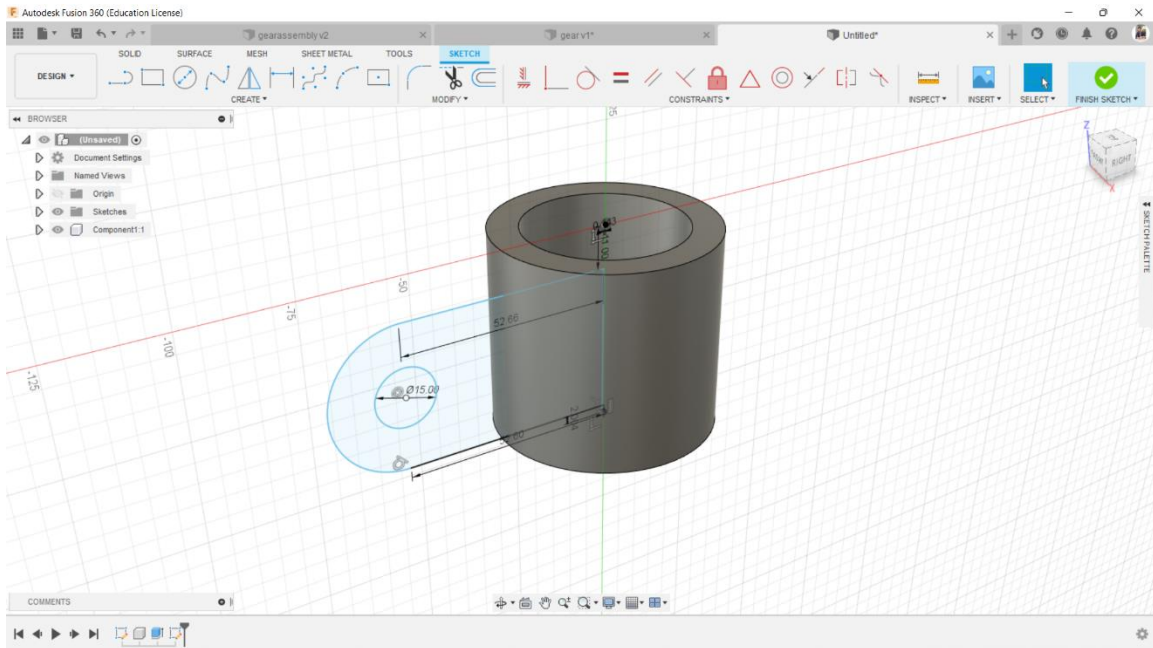 Autodesk Fusion 360 (Education License)
gearassembly v2
gear v1*
Untitled*
SOLID SURFACE MESH SHEET METAL TOOLS SKETCH
DESIGN
CREATE MODIFY CONSTRAINTS INSPECT INSERT SELECT FINISH SKETCH
BROWSER
(Unsaved)
Document Settings
Named Views
Origin
Sketches
Component1:1
Z
RIGHT
X
SKETCH PALETTE
-50
-75
-100
-125
52.66
Ø15.00
COMMENTS